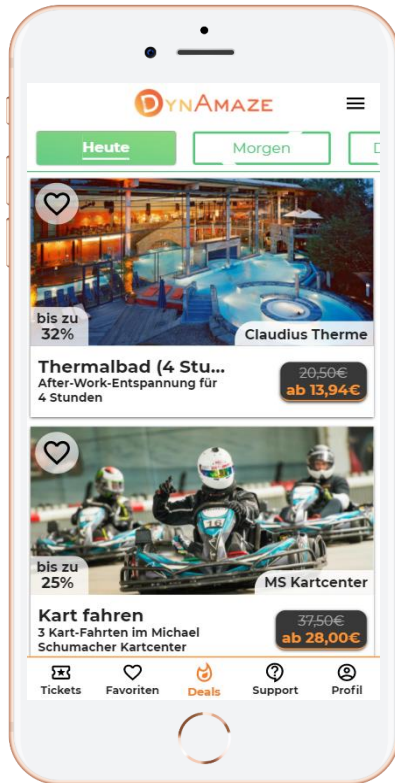 DYNAMAZE
Heute
Morgen
D
bis zu
32%
Claudius Therme
Thermalbad (4 Stu...
After-Work-Entspannung für
4 Stunden
20,50€
ab 13,94€
16
bis zu
25%
MS Kartcenter
Kart fahren
3 Kart-Fahrten im Michael
Schumacher Kartcenter
37,50€
ab 28,00€
Tickets
Favoriten
Deals
Support
Profil